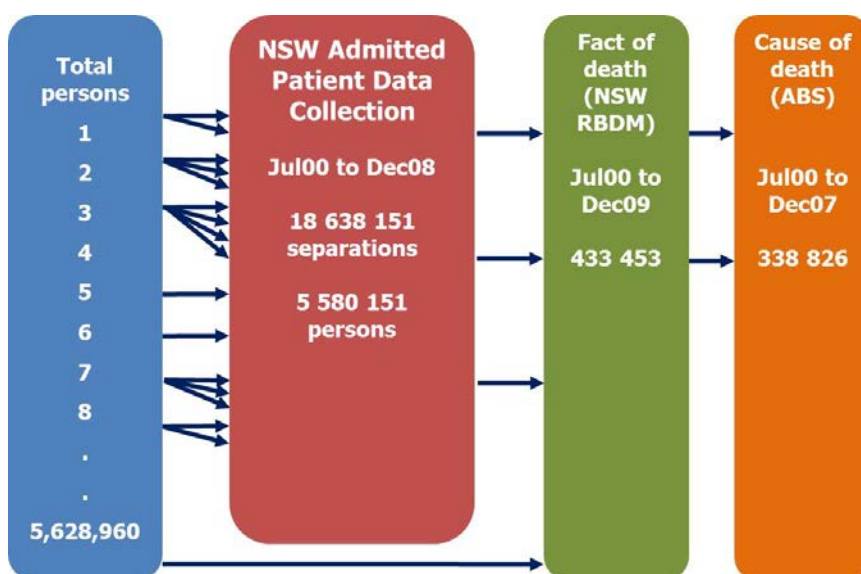 Total
persons
1
2
3
4
5
6
7
8
.
.
5,628,960
NSW Admitted
Patient Data
Collection
Jul00 to Dec08
18 638 151
separations
5 580 151
persons
Fact of
death
(NSW
RBDM)
Jul00 to
Dec09
433 453
Cause of
death
(ABS)
Jul00 to
Dec07
338 826